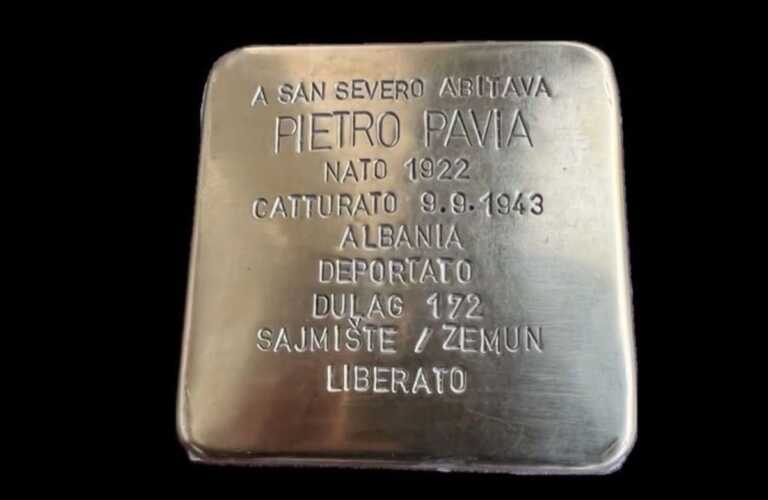 A SAN SEVERO ABITAVA
PIETRO PAVIA
NATO 1922
CATTURATO 9.9.1943
ALBANIA
DEPORTATO
DULAG 172
SAJMIŠTE / ZEMUN
LIBERATO